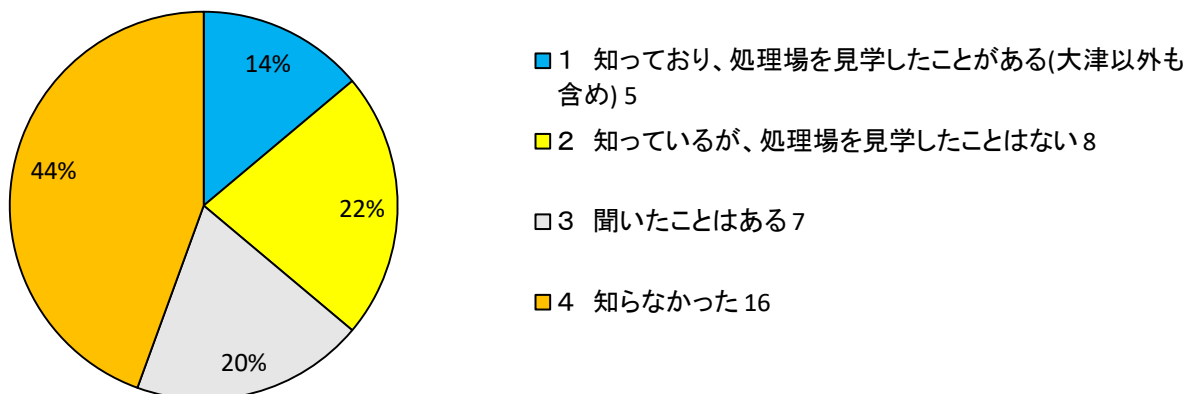 14%
22%
20%
44%
１　知っており、処理場を見学したことがある(大津以外も
含め) 5
２　知っているが、処理場を見学したことはない 8
３　聞いたことはある 7
４　知らなかった 16